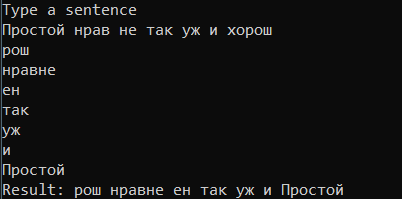 Type a sentence
Простой нрав не так уж и хорош
рош
нравне
ен
так
уж
и
Простой
Result: рош нравне ен так уж и Простой